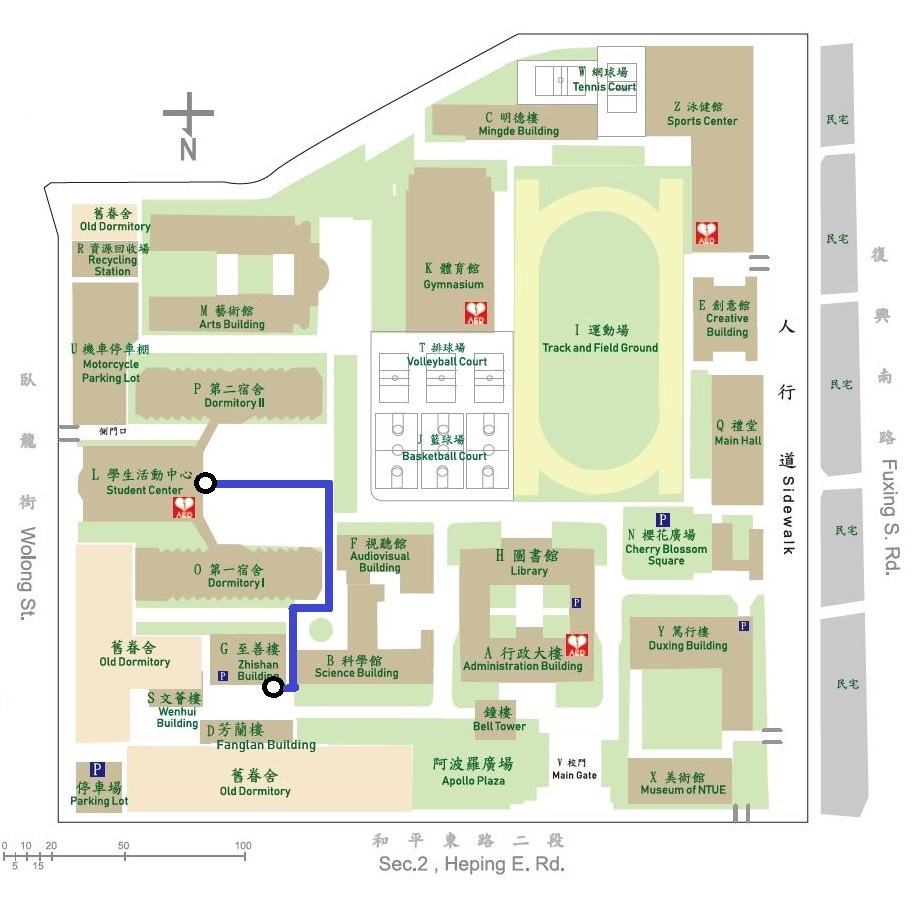 W 網球場
Tennis Court
C 明德樓
Mingde Building
Z 泳健館
Sports Center
民宅
N
舊眷舍
Old Dormitory
R 資源回收場
Recycling
Station
K 體育館
Gymnasium
AED
AED
民宅
復
興
南
路
Fuxing S. Rd.
M 藝術館
Arts Building
E 創意館
Creative
Building
人
行
道
Sidewalk
I 運動場
Track and Field Ground
U 機車停車棚
Motorcycle
Parking Lot
T 排球場
Volleyball Court
P 第二宿舍
Dormitory II
民宅
臥
龍
街
Wolong St.
側門口
J 籃球場
Basketball Court
Q 禮堂
Main Hall
L 學生活動中心
Student Center
AED
P
N 櫻花廣場
Cherry Blossom
Square
民宅
F 視聽館
Audiovisual
Building
H 圖書館
Library
P
O 第一宿舍
Dormitory I
舊眷舍
Old Dormitory
G 至善樓
Zhishan
Building
P
B 科學館
Science Building
A 行政大樓
Administration Building
AED
Y 篤行樓
Duxing Building
P
民宅
S 文薈樓
Wenhui
Building
D 芳蘭樓
Fanglan Building
鐘樓
Bell Tower
P
停車場
Parking Lot
舊眷舍
Old Dormitory
阿波羅廣場
Apollo Plaza
V 校門
Main Gate
X 美術館
Museum of NTUE
和平東路二段
Sec.2 , Heping E. Rd.
0 10 20 50 100
5 15